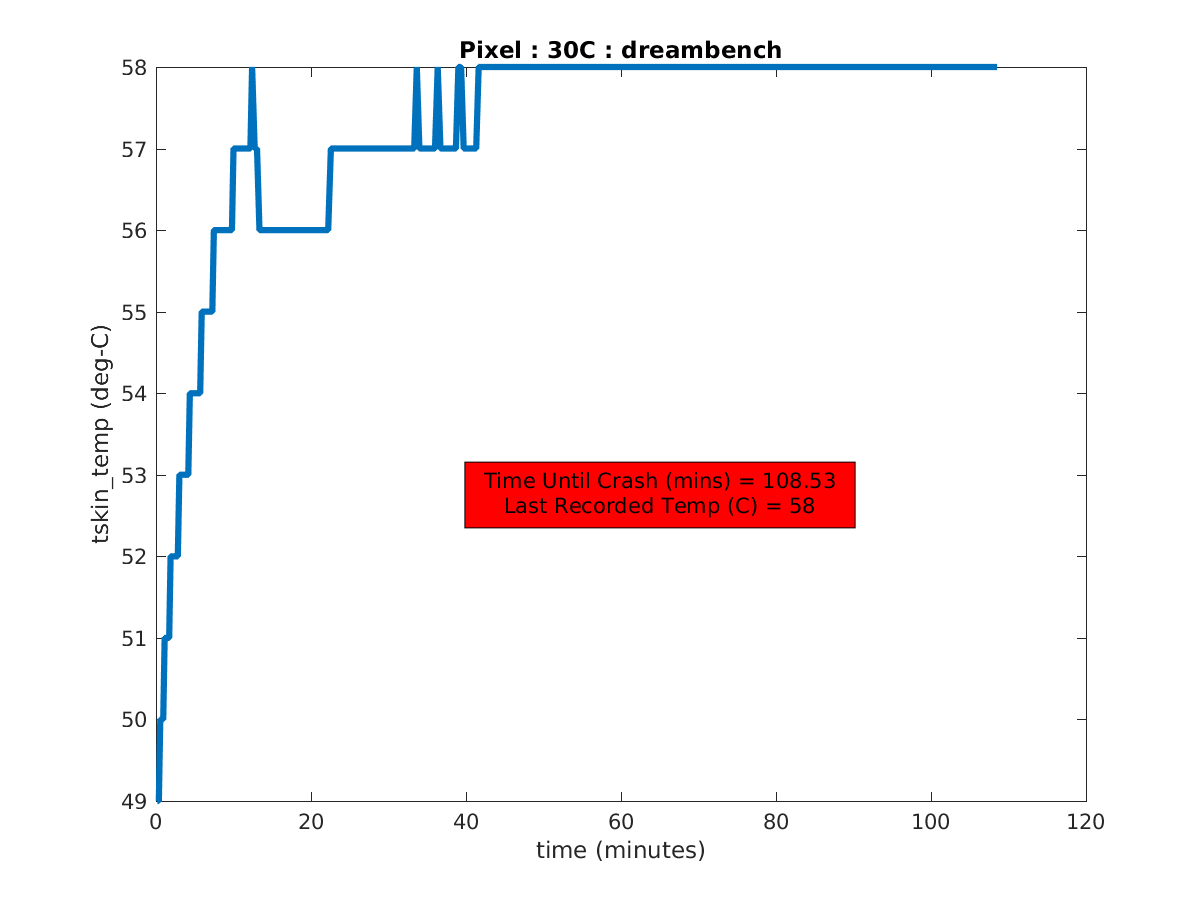 Pixel : 30C : dreambench
58
57
56
55
54
53
52
51
50
49
tskin_temp (deg-C)
Time Until Crash (mins) = 108.53
Last Recorded Temp (C) = 58
0 20 40 60 80 100 120
time (minutes)